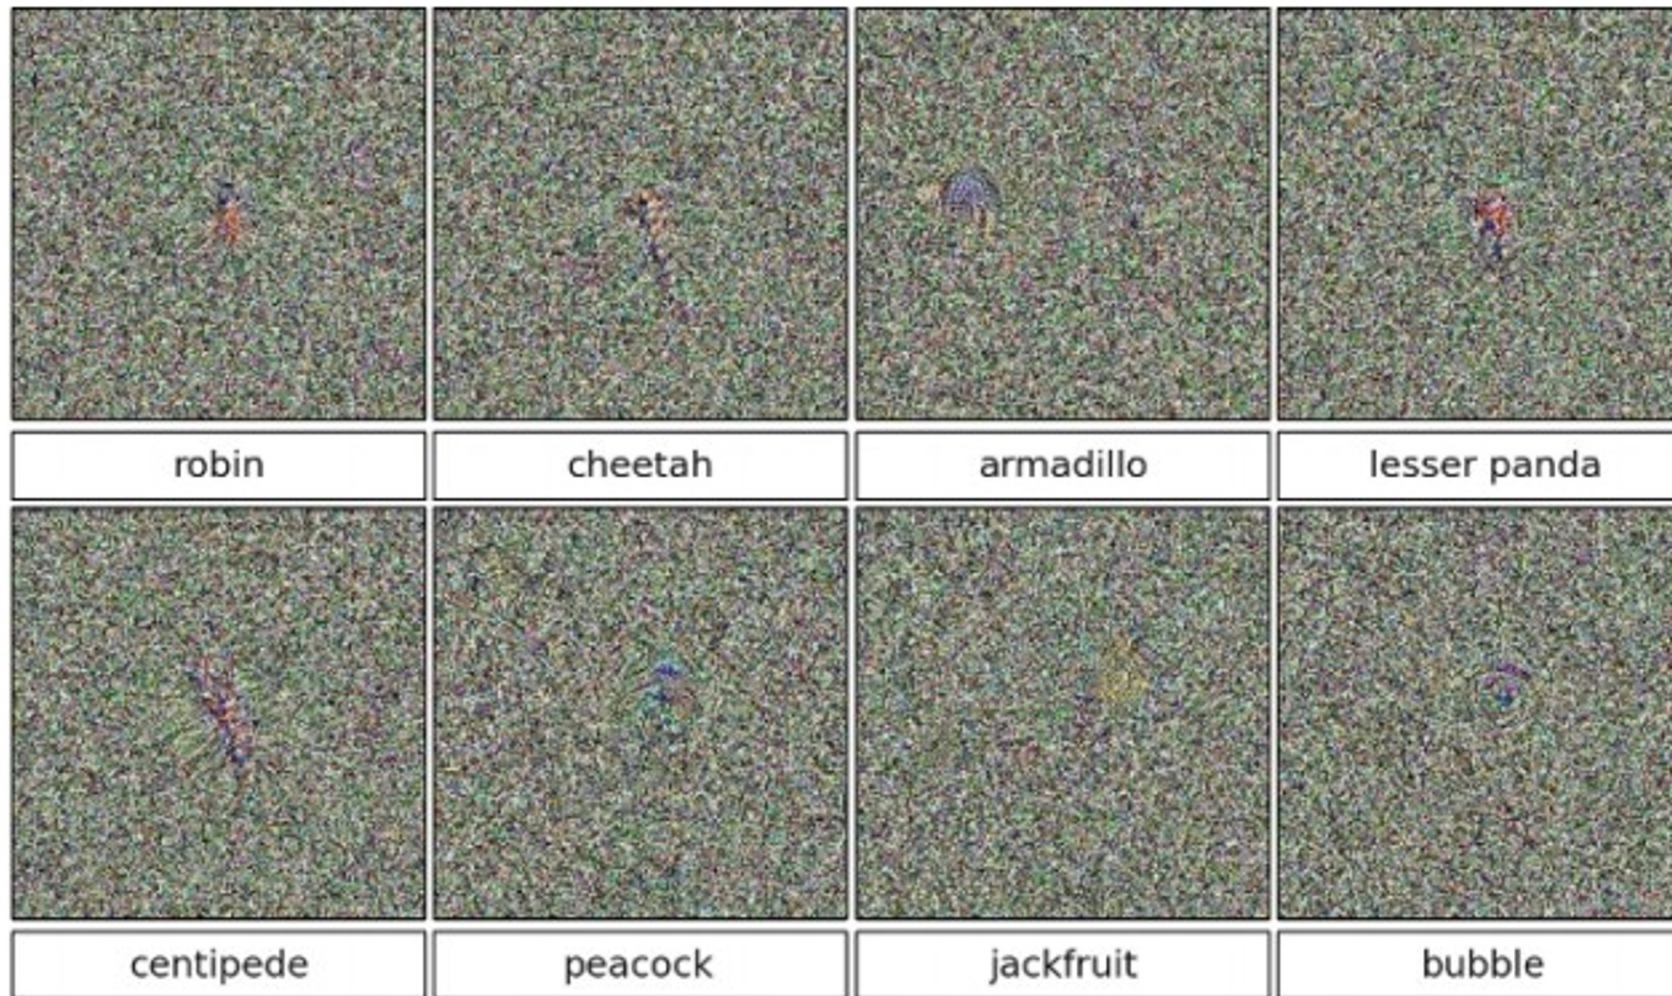 robin
cheetah
armadillo
lesser panda
centipede
peacock
jackfruit
bubble